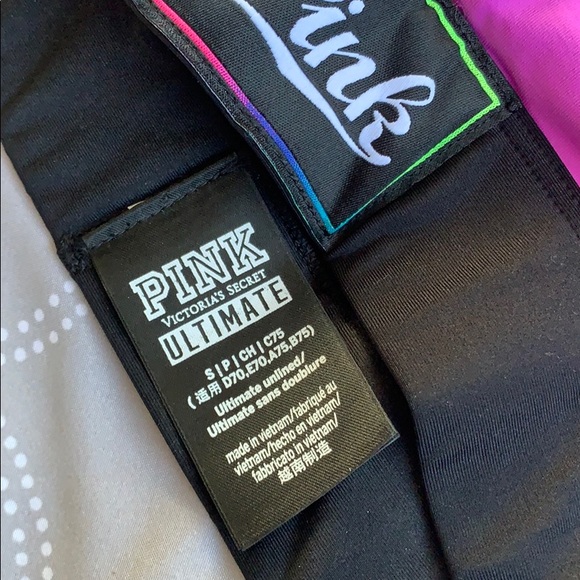 Pink
PINK
VICTORIA'S SECRET
ULTIMATE
S | P | CH | C75
(适用 D70,E70,A75,B75)
Ultimate unlined/
Ultimate sans doublure
made in vietnam/fabriqué au
vietnam/hecho en vietnam/
fabbricato in vietnam/
越南制造